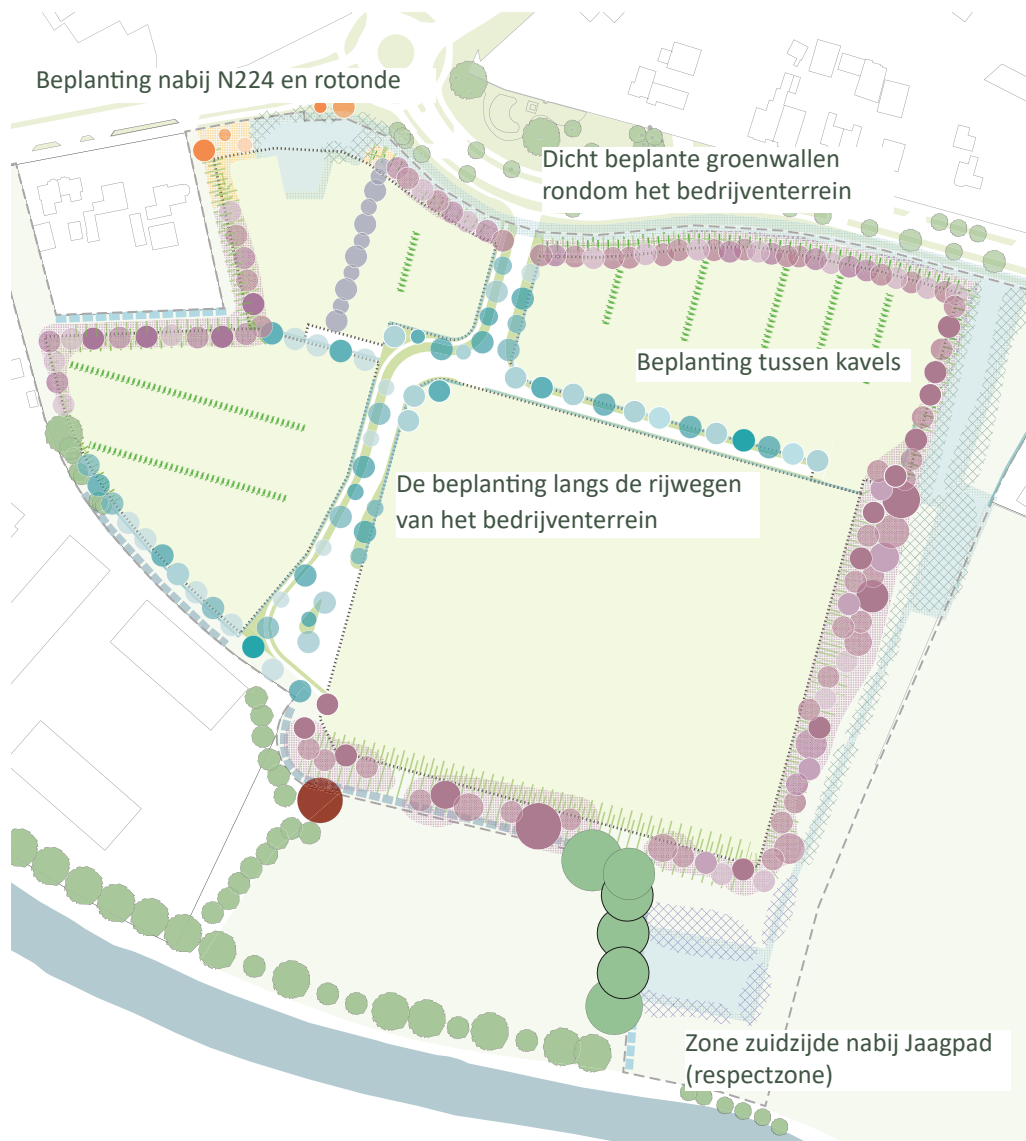 Beplanting nabij N224 en rotonde
Dicht beplante groenwallen
rondom het bedrijventerrein
Beplanting tussen kavels
De beplanting langs de rijwegen
van het bedrijventerrein
Zone zuidzijde nabij Jaagpad
(respectzone)